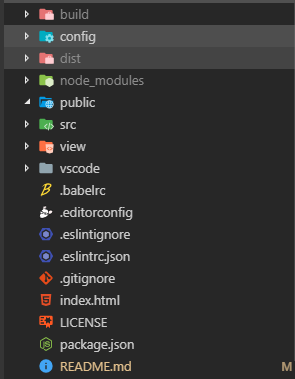 build
config
dist
node_modules
public
src
view
vscode
.babelrc
.editorconfig
.eslintignore
.eslintrc.json
.gitignore
index.html
LICENSE
package.json
README.md M